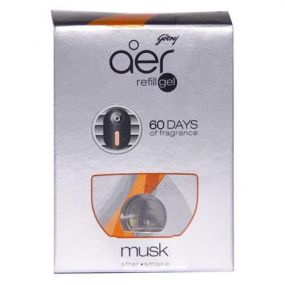 Godrej
aer
refill gel
60 DAYS
of fragrance
musk
after • smoke